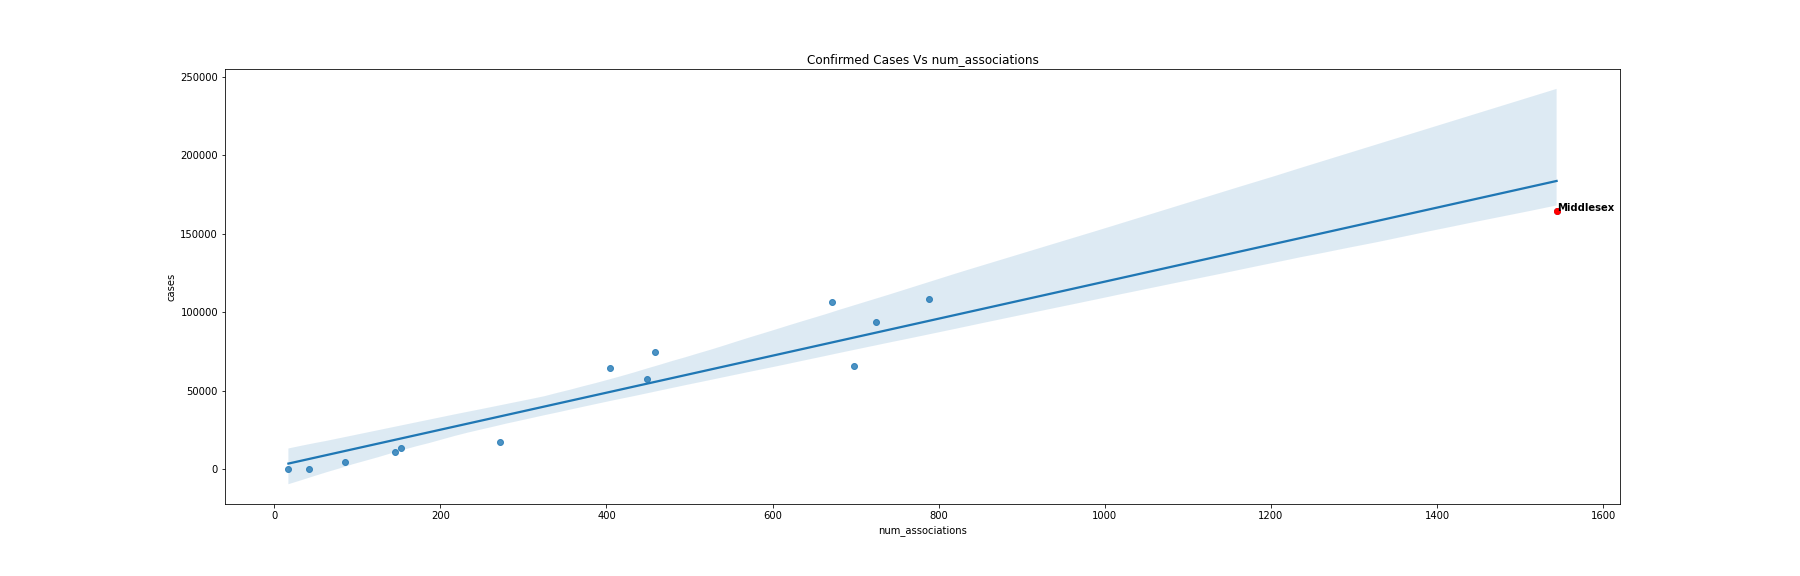 Confirmed Cases Vs num_associations
250000
200000
150000
100000
50000
0
cases
Middlesex
0 200 400 600 800 1000 1200 1400 1600
num_associations